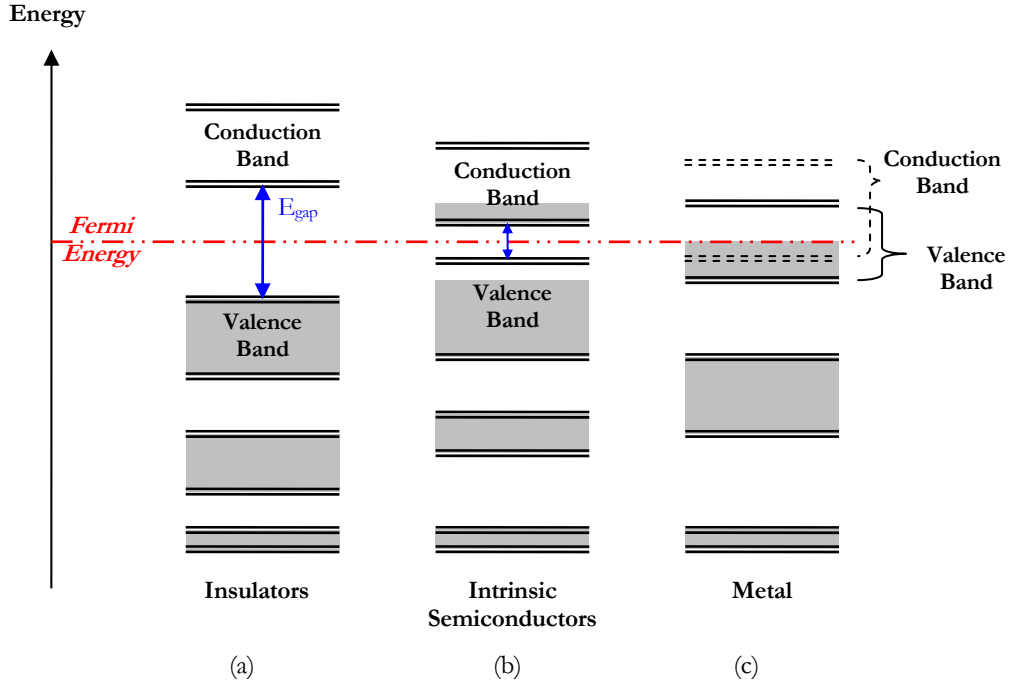 Energy
Conduction
Band
Conduction
Band
Conduction
Band
E_gap
Fermi
Energy
Valence
Band
Valence
Band
Valence
Band
Insulators
Intrinsic
Semiconductors
Metal
(a)
(b)
(c)